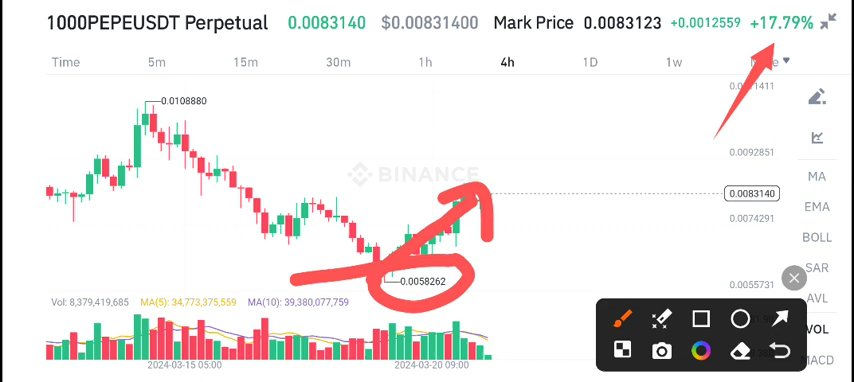 1000PEPEUSDT Perpetual 0.0083140 $0.00831400 Mark Price 0.0083123 +0.0012559 +17.79%
Time 5m 15m 30m 1h 4h 1D 1w
0.0108880
0.0092851
BINANCE
MA
0.0083140
EMA
0.0074291
BOLL
SAR
0.0058262
0.0055731
AVL
Vol: 8,379,419,685 MA(5): 34,773,375,559 MA(10): 39,380,077,759
VOL
MACD
2024-03-15 05:00 2024-03-20 09:00